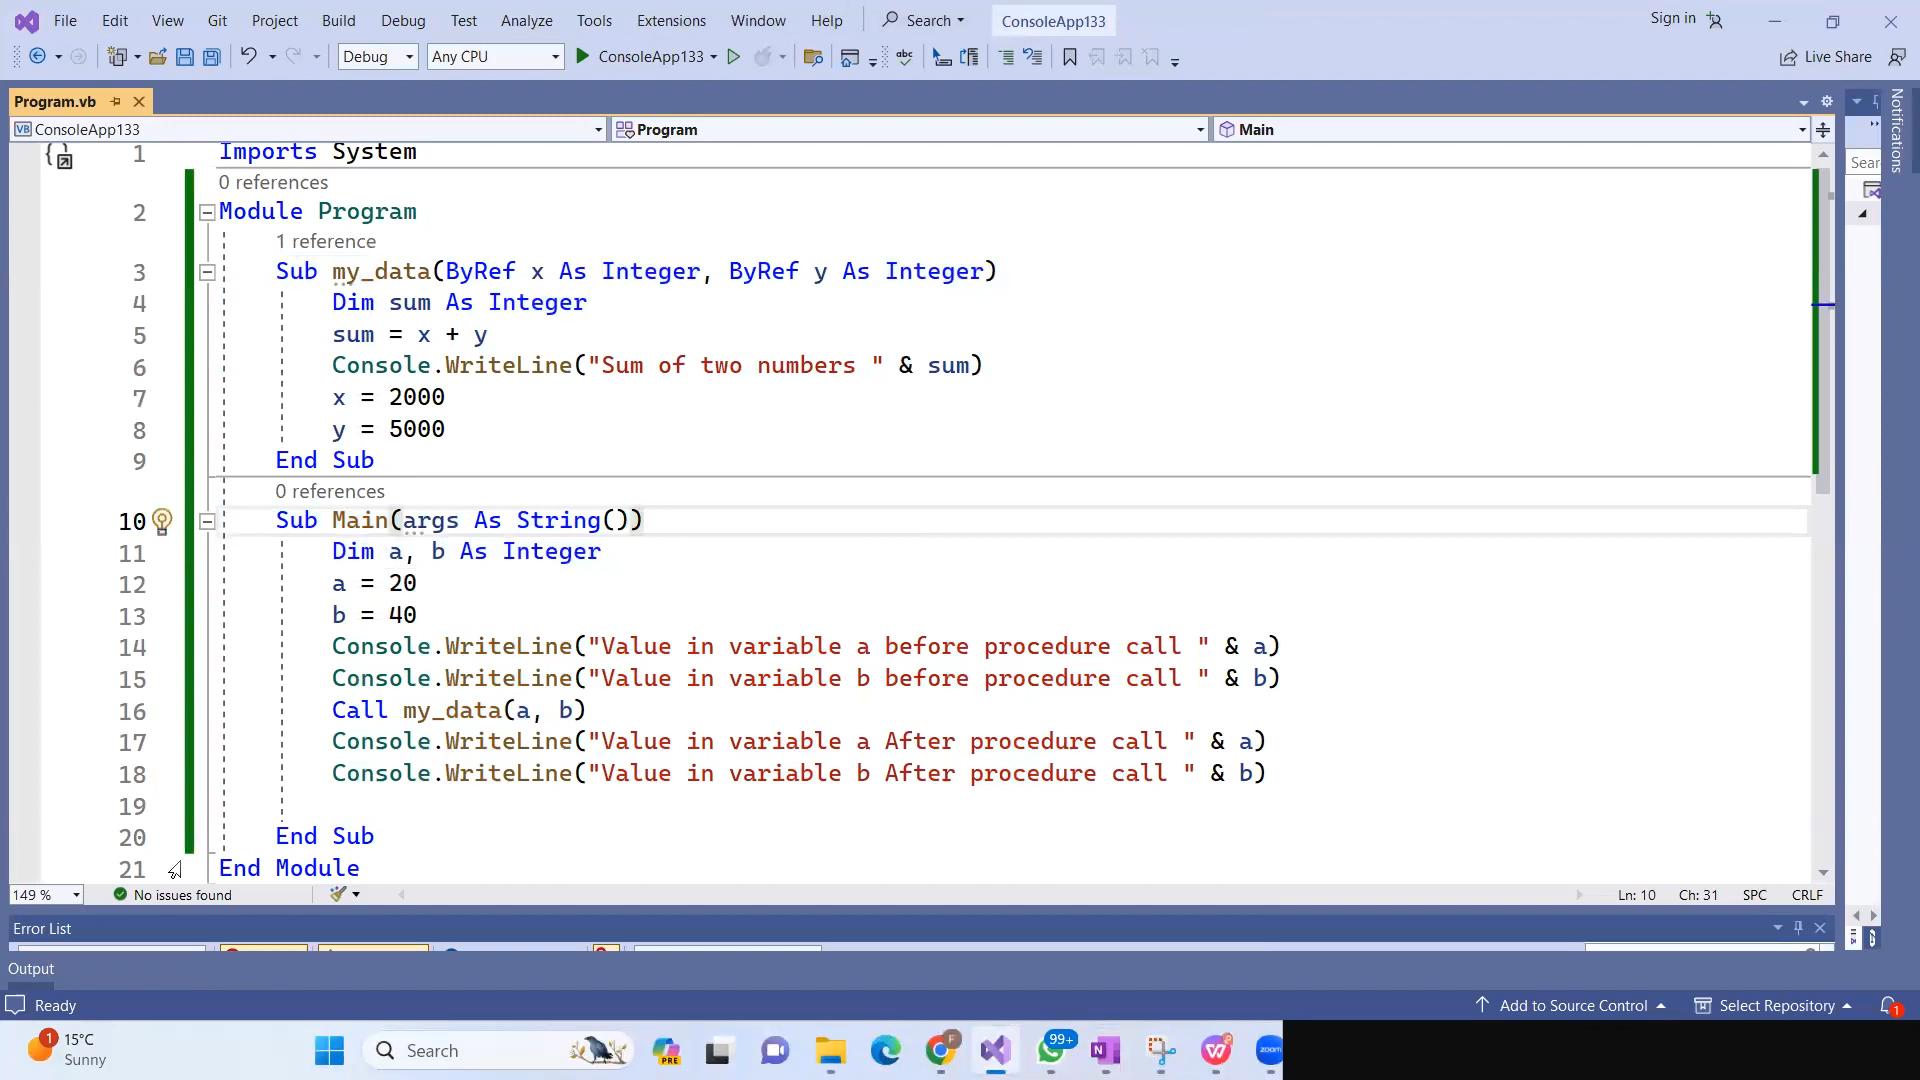 File Edit View Git Project Build Debug Test Analyze Tools Extensions Window Help Search ConsoleApp133 Sign in
Debug Any CPU ConsoleApp133 Live Share
Program.vb
Notifications
ConsoleApp133 Program Main
1 Imports System
0 references
2 Module Program
1 reference
3 Sub my_data(ByRef x As Integer, ByRef y As Integer)
4 Dim sum As Integer
5 sum = x + y
6 Console.WriteLine("Sum of two numbers " & sum)
7 x = 2000
8 y = 5000
9 End Sub
0 references
10 Sub Main(args As String())
11 Dim a, b As Integer
12 a = 20
13 b = 40
14 Console.WriteLine("Value in variable a before procedure call " & a)
15 Console.WriteLine("Value in variable b before procedure call " & b)
16 Call my_data(a, b)
17 Console.WriteLine("Value in variable a After procedure call " & a)
18 Console.WriteLine("Value in variable b After procedure call " & b)
19
20 End Sub
21 End Module
149 % No issues found Ln: 10 Ch: 31 SPC CRLF
Error List
Output
Ready Add to Source Control Select Repository 1
1 15°C
Sunny
Search PRE F 99+ zoom